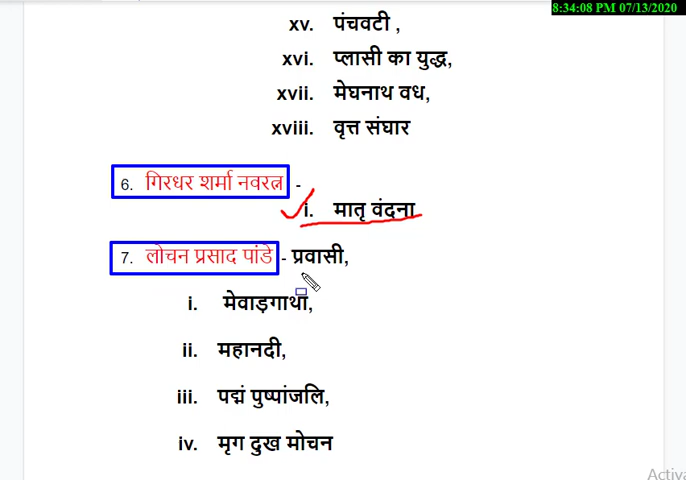 8:34:08 PM 07/13/2020
xv. पंचवटी ,
xvi. प्लासी का युद्ध,
xvii. मेघनाथ वध,
xviii. वृत्त संघार
6. गिरधर शर्मा नवरत्न -
i. मातृ वंदना
7. लोचन प्रसाद पांडे - प्रवासी,
i. मेवाड़गाथा,
ii. महानदी,
iii. पद्मं पुष्पांजलि,
iv. मृग दुख मोचन
Activa